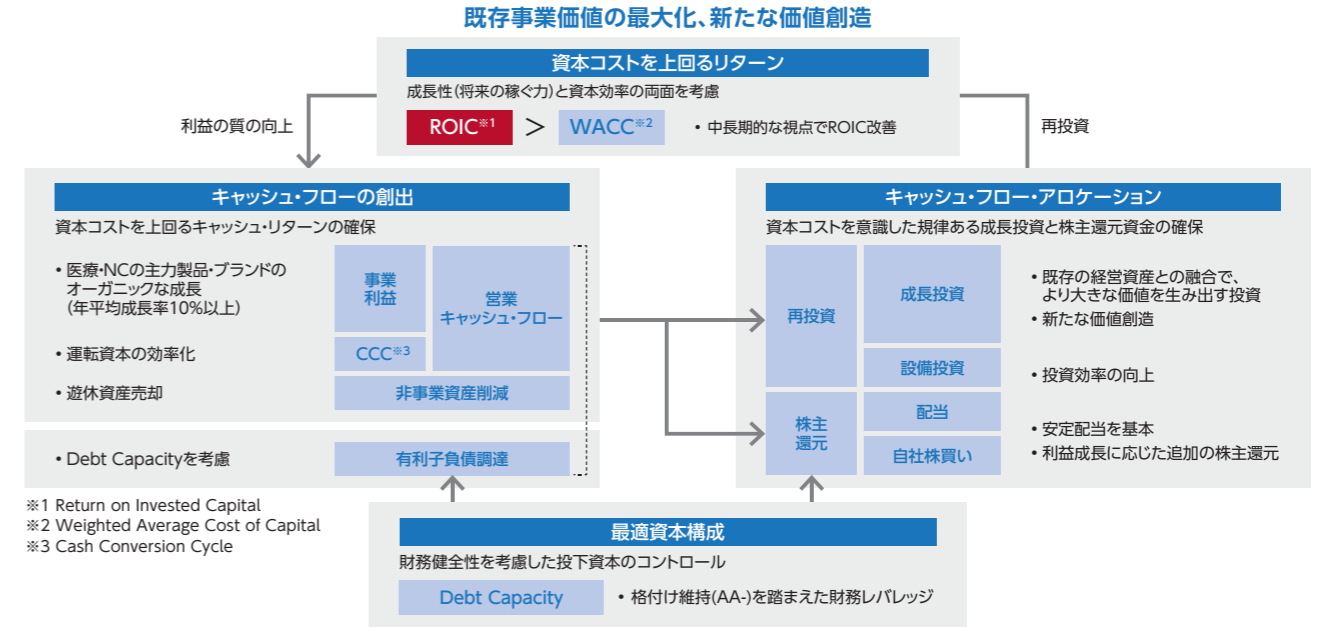 既存事業価値の最大化、新たな価値創造
資本コストを上回るリターン
成長性(将来の稼ぐ力)と資本効率の両面を考慮
ROIC※1 > WACC※2 •中長期的な視点でROIC改善
利益の質の向上
再投資
キャッシュ・フローの創出
資本コストを上回るキャッシュ・リターンの確保
•医療・NCの主力製品・ブランドの
オーガニックな成長
(年平均成長率10%以上)
•運転資本の効率化
•遊休資産売却
事業
利益
営業
キャッシュ・フロー
CCC※3
非事業資産削減
•Debt Capacityを考慮
有利子負債調達
キャッシュ・フロー・アロケーション
資本コストを意識した規律ある成長投資と株主還元資金の確保
再投資
成長投資
•既存の経営資産との融合で、
より大きな価値を生み出す投資
•新たな価値創造
設備投資
•投資効率の向上
株主
還元
配当
自社株買い
•安定配当を基本
•利益成長に応じた追加の株主還元
※1 Return on Invested Capital
※2 Weighted Average Cost of Capital
※3 Cash Conversion Cycle
最適資本構成
財務健全性を考慮した投下資本のコントロール
Debt Capacity •格付け維持(AA-)を踏まえた財務レバレッジ